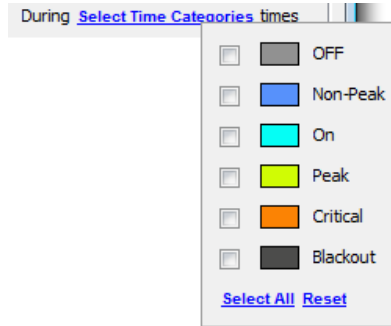 During Select Time Categories times
OFF
Non-Peak
On
Peak
Critical
Blackout
Select All Reset